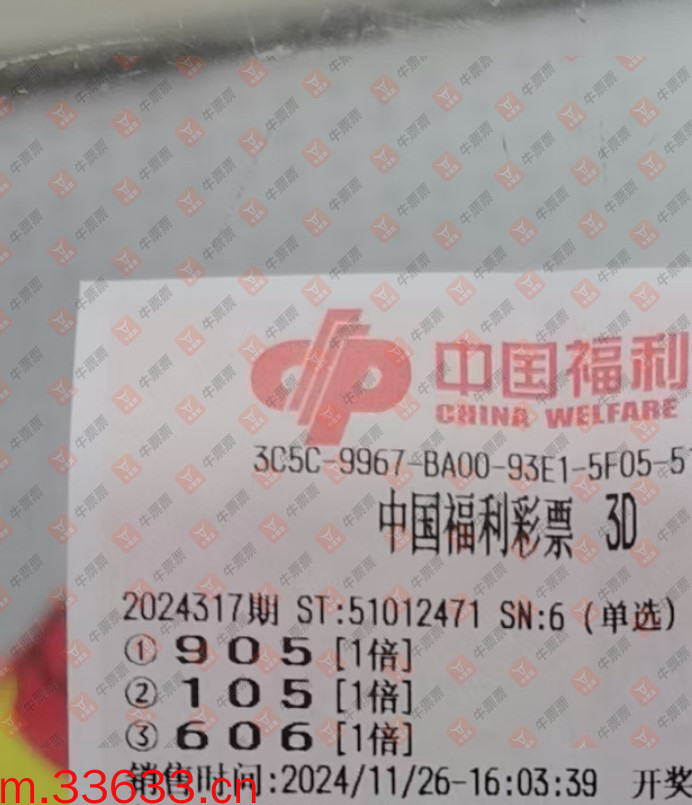 中国福利
CHINA WELFARE
3C5C-9967-BA00-93E1-5F05-5
中国福利彩票 3D
2024317期 ST:51012471 SN:6 (单选)
① 905 [1倍]
② 105 [1倍]
③ 606 [1倍]
销售时间:2024/11/26-16:03:39 开奖
m.33633.cn
牛票票